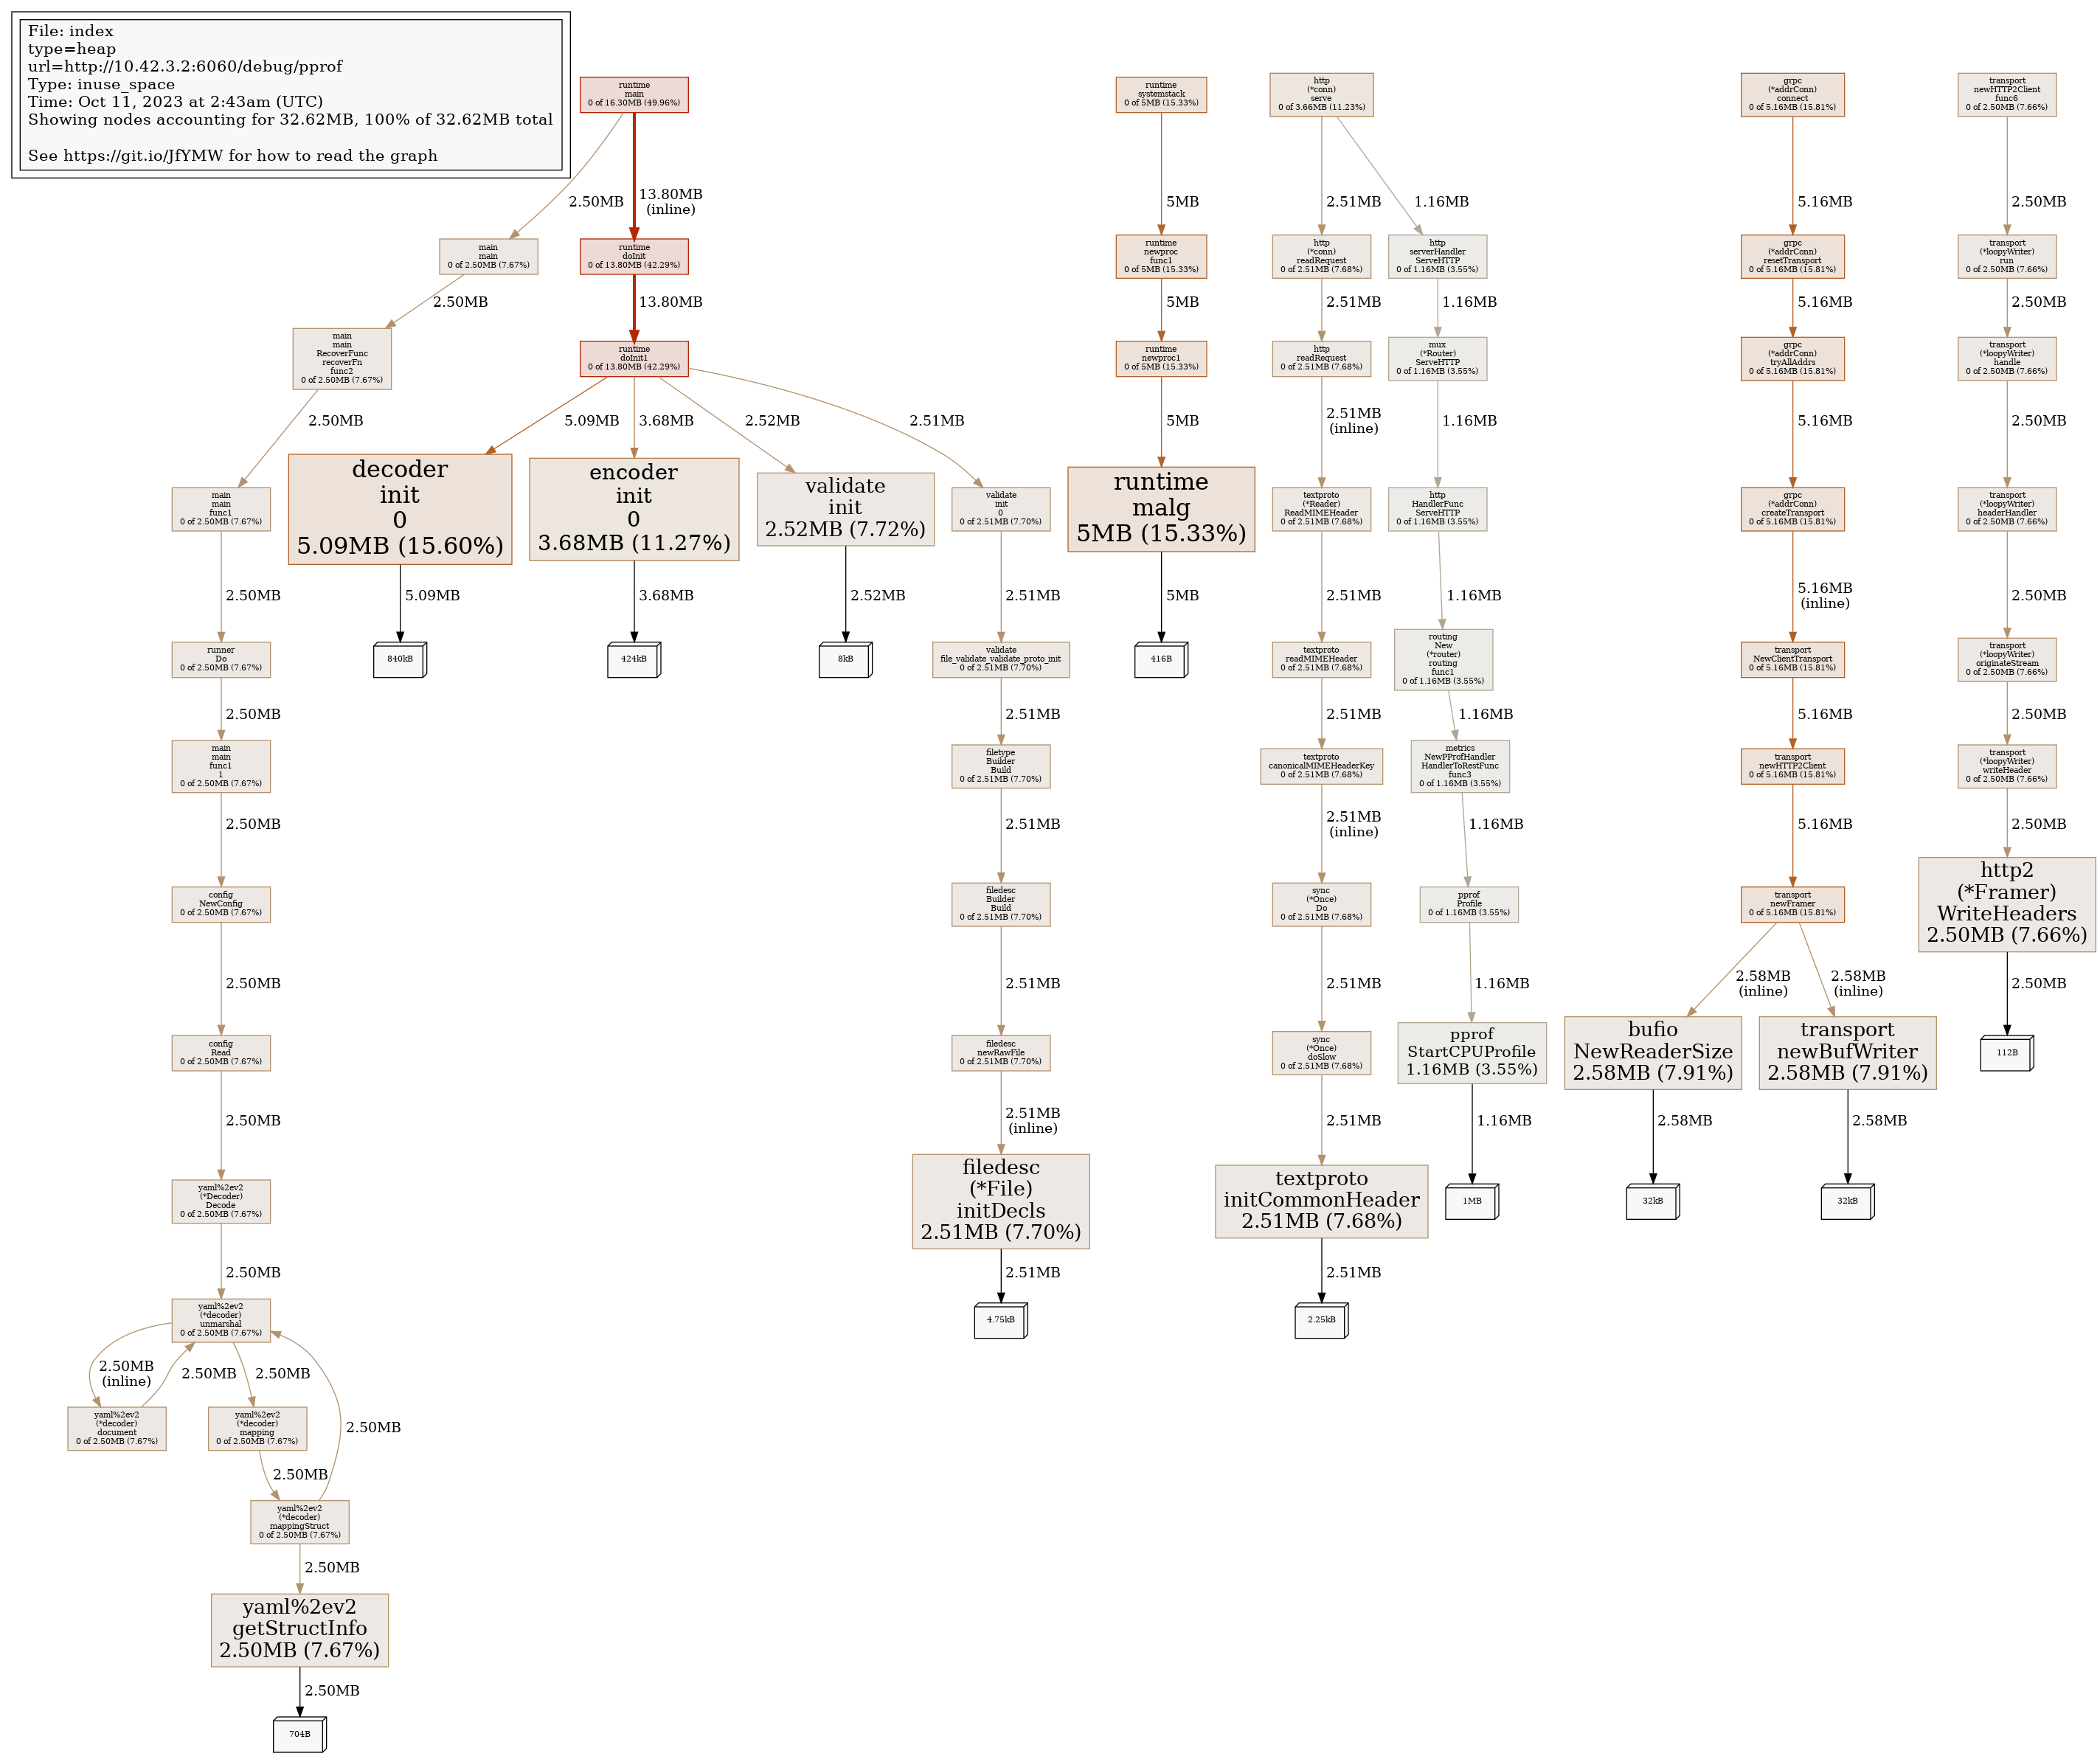 File: index
type=heap
url=http://10.42.3.2:6060/debug/pprof
Type: inuse_space
Time: Oct 11, 2023 at 2:43am (UTC)
Showing nodes accounting for 32.62MB, 100% of 32.62MB total
See https://git.io/JfYMW for how to read the graph
runtime
main
0 of 16.30MB (49.96%)
2.50MB
13.80MB
(inline)
main
main
0 of 2.50MB (7.67%)
runtime
doInit
0 of 13.80MB (42.29%)
2.50MB
13.80MB
main
main
RecoverFunc
recoverFn
func2
0 of 2.50MB (7.67%)
runtime
doInit1
0 of 13.80MB (42.29%)
2.50MB
5.09MB
3.68MB
2.52MB
2.51MB
main
main
func1
0 of 2.50MB (7.67%)
decoder
init
0
5.09MB (15.60%)
encoder
init
0
3.68MB (11.27%)
validate
init
2.52MB (7.72%)
validate
init
0
0 of 2.51MB (7.70%)
2.50MB
5.09MB
3.68MB
2.52MB
2.51MB
runner
Do
0 of 2.50MB (7.67%)
840kB
424kB
8kB
validate
file_validate_validate_proto_init
0 of 2.51MB (7.70%)
2.50MB
2.51MB
main
main
func1
1
0 of 2.50MB (7.67%)
filetype
Builder
Build
0 of 2.51MB (7.70%)
2.50MB
2.51MB
config
NewConfig
0 of 2.50MB (7.67%)
filedesc
Builder
Build
0 of 2.51MB (7.70%)
2.50MB
2.51MB
config
Read
0 of 2.50MB (7.67%)
filedesc
newRawFile
0 of 2.51MB (7.70%)
2.50MB
2.51MB
(inline)
yaml%2ev2
(*Decoder)
Decode
0 of 2.50MB (7.67%)
filedesc
(*File)
initDecls
2.51MB (7.70%)
2.50MB
2.51MB
yaml%2ev2
(*decoder)
unmarshal
0 of 2.50MB (7.67%)
4.75kB
2.50MB
(inline)
2.50MB
2.50MB
2.50MB
yaml%2ev2
(*decoder)
document
0 of 2.50MB (7.67%)
yaml%2ev2
(*decoder)
mapping
0 of 2.50MB (7.67%)
2.50MB
yaml%2ev2
(*decoder)
mappingStruct
0 of 2.50MB (7.67%)
2.50MB
yaml%2ev2
getStructInfo
2.50MB (7.67%)
2.50MB
704B
runtime
systemstack
0 of 5MB (15.33%)
5MB
runtime
newproc
func1
0 of 5MB (15.33%)
5MB
runtime
newproc1
0 of 5MB (15.33%)
5MB
runtime
malg
5MB (15.33%)
5MB
416B
http
(*conn)
serve
0 of 3.66MB (11.23%)
2.51MB
1.16MB
http
(*conn)
readRequest
0 of 2.51MB (7.68%)
2.51MB
http
readRequest
0 of 2.51MB (7.68%)
2.51MB
(inline)
textproto
(*Reader)
ReadMIMEHeader
0 of 2.51MB (7.68%)
2.51MB
textproto
readMIMEHeader
0 of 2.51MB (7.68%)
2.51MB
textproto
canonicalMIMEHeaderKey
0 of 2.51MB (7.68%)
2.51MB
(inline)
sync
(*Once)
Do
0 of 2.51MB (7.68%)
2.51MB
sync
(*Once)
doSlow
0 of 2.51MB (7.68%)
2.51MB
textproto
initCommonHeader
2.51MB (7.68%)
2.51MB
2.25kB
http
serverHandler
ServeHTTP
0 of 1.16MB (3.55%)
1.16MB
mux
(*Router)
ServeHTTP
0 of 1.16MB (3.55%)
1.16MB
http
HandlerFunc
ServeHTTP
0 of 1.16MB (3.55%)
1.16MB
routing
New
(*router)
routing
func1
0 of 1.16MB (3.55%)
1.16MB
metrics
NewPProfHandler
HandlerToRestFunc
func3
0 of 1.16MB (3.55%)
1.16MB
pprof
Profile
0 of 1.16MB (3.55%)
1.16MB
pprof
StartCPUProfile
1.16MB (3.55%)
1.16MB
1MB
grpc
(*addrConn)
connect
0 of 5.16MB (15.81%)
5.16MB
grpc
(*addrConn)
resetTransport
0 of 5.16MB (15.81%)
5.16MB
grpc
(*addrConn)
tryAllAddrs
0 of 5.16MB (15.81%)
5.16MB
grpc
(*addrConn)
createTransport
0 of 5.16MB (15.81%)
5.16MB
(inline)
transport
NewClientTransport
0 of 5.16MB (15.81%)
5.16MB
transport
newHTTP2Client
0 of 5.16MB (15.81%)
5.16MB
transport
newFramer
0 of 5.16MB (15.81%)
2.58MB
(inline)
2.58MB
(inline)
bufio
NewReaderSize
2.58MB (7.91%)
transport
newBufWriter
2.58MB (7.91%)
2.58MB
2.58MB
32kB
32kB
transport
newHTTP2Client
func6
0 of 2.50MB (7.66%)
2.50MB
transport
(*loopyWriter)
run
0 of 2.50MB (7.66%)
2.50MB
transport
(*loopyWriter)
handle
0 of 2.50MB (7.66%)
2.50MB
transport
(*loopyWriter)
headerHandler
0 of 2.50MB (7.66%)
2.50MB
transport
(*loopyWriter)
originateStream
0 of 2.50MB (7.66%)
2.50MB
transport
(*loopyWriter)
writeHeader
0 of 2.50MB (7.66%)
2.50MB
http2
(*Framer)
WriteHeaders
2.50MB (7.66%)
2.50MB
112B